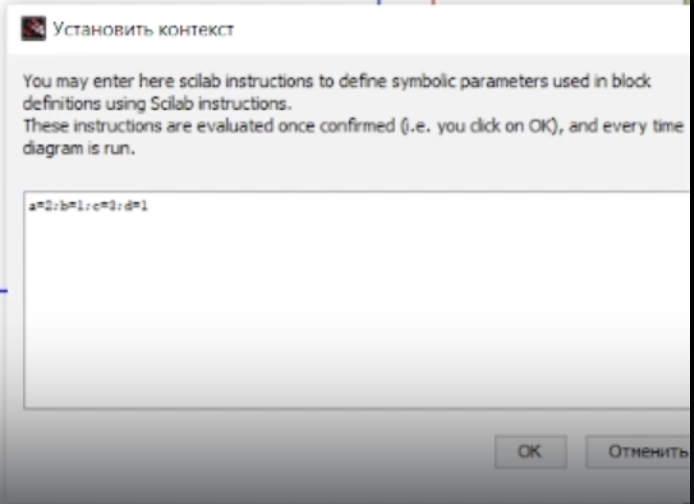 Установить контекст
You may enter here scilab instructions to define symbolic parameters used in block
definitions using Scilab instructions.
These instructions are evaluated once confirmed (i.e. you click on OK), and every time
diagram is run.
a=2;b=1;c=3;d=1
OK
Отменить